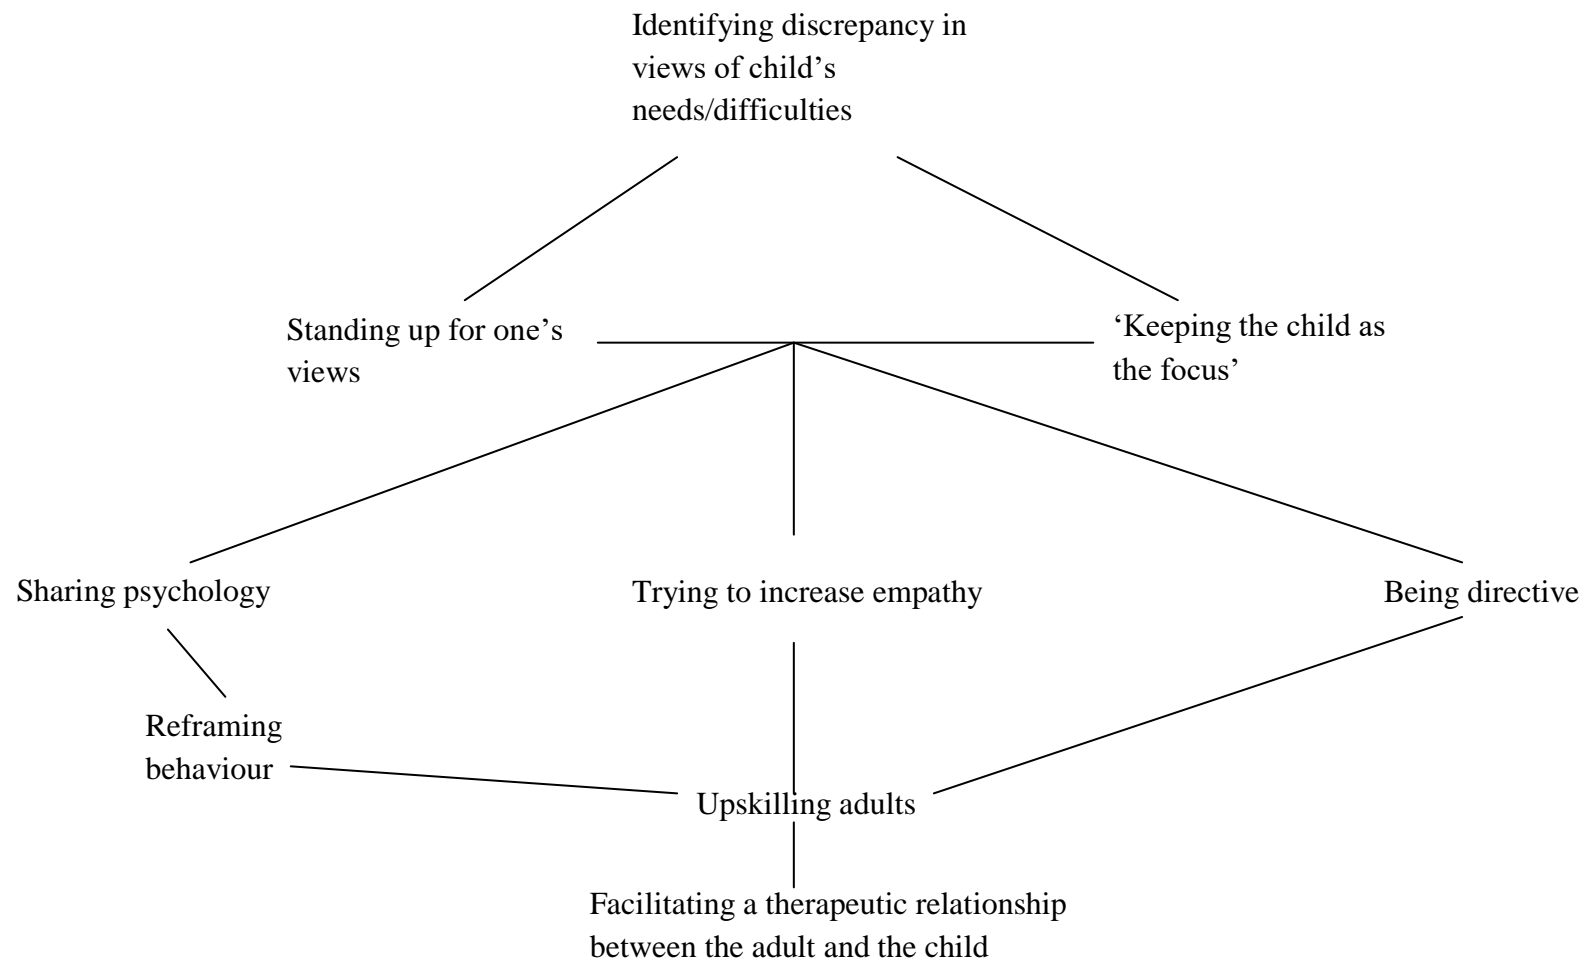 Identifying discrepancy in
views of child’s
needs/difficulties
Standing up for one’s
views
‘Keeping the child as
the focus’
Sharing psychology
Trying to increase empathy
Being directive
Reframing
behaviour
Upskilling adults
Facilitating a therapeutic relationship
between the adult and the child